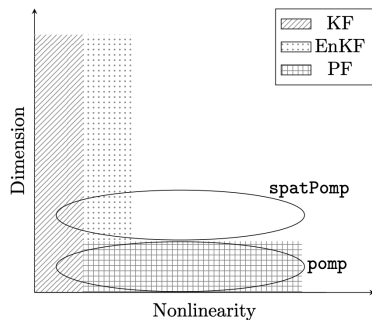 KF
EnKF
PF
Dimension
spatPomp
pomp
Nonlinearity